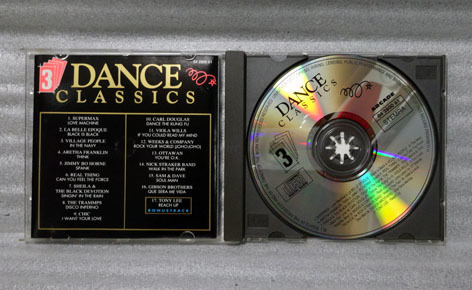 3
DANCE
CLASSICS
1. SUPERMAN
LOVE MACHINE
2. LA BELLE EPOQUE
BLACK IS BLACK
3. VILLAGE PEOPLE
IN THE NAVY
4. ARETHA FRANKLIN
THINK
5. JIMMY BO HORNE
SPANK
6. REAL THING
CAN YOU FEEL THE FORCE
7. SHEILA &
THE BLACK DEVOTION
SINGIN' IN THE RAIN
8. THE TRAMMPS
DISCO INFERNO
9. CHIC
I WANT YOUR LOVE
10. CARL DOUGLAS
DANCE THE KUNG FU
11. VIOLA WILLS
IF YOU COULD READ MY MIND
12. WEEKS & COMPANY
ROCK YOUR WORLD
13. OTTAWAN
YOU'RE O.K.
14. NICK STRAKER BAND
WALK IN THE PARK
15. SAM & DAVE
SOUL MAN
16. GIBSON BROTHERS
QUE SERA MI VIDA
17. TONY LEE
REACH UP
BONUSTRACK
DANCE
CLASSICS
3
ARCADE